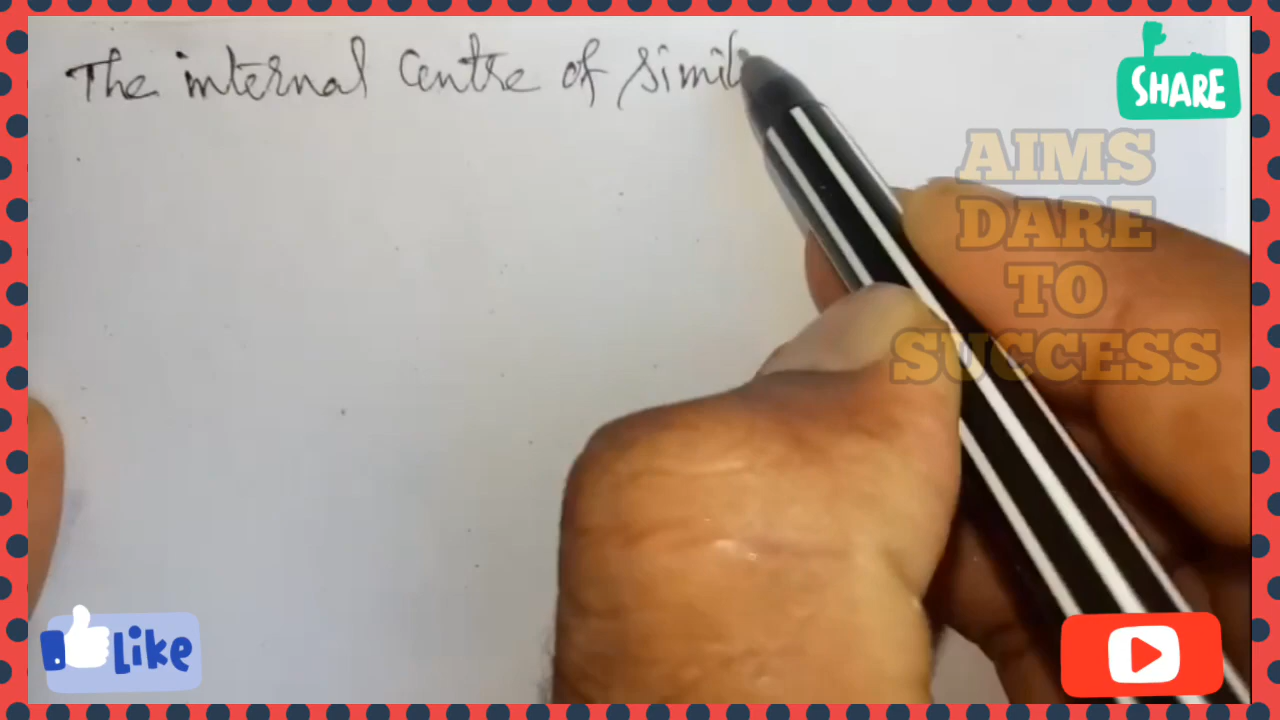 The internal Centre of simil
SHARE
AIMS
DARE
TO
SUCCESS
LIKE